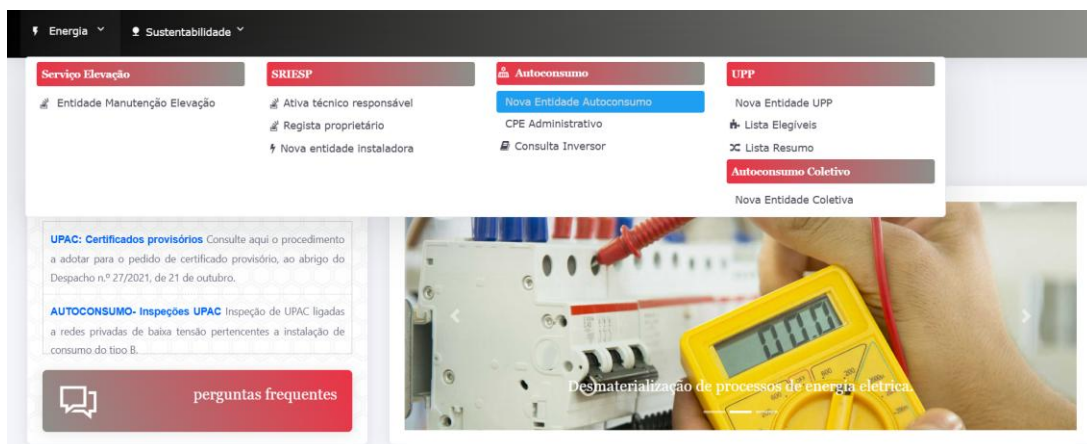 Energia
Sustentabilidade
Serviço Elevação
Entidade Manutenção Elevação
SRIESP
Ativa técnico responsável
Regista proprietário
Nova entidade instaladora
Autoconsumo
Nova Entidade Autoconsumo
CPE Administrativo
Consulta Inversor
UPP
Nova Entidade UPP
Lista Elegíveis
Lista Resumo
Autoconsumo Coletivo
Nova Entidade Coletiva
UPAC: Certificados provisórios Consulte aqui o procedimento
a adotar para o pedido de certificado provisório, ao abrigo do
Despacho n.º 27/2021, de 21 de outubro.
AUTOCONSUMO- Inspeções UPAC Inspeção de UPAC ligadas
a redes privadas de baixa tensão pertencentes a instalação de
consumo do tipo B.
perguntas frequentes
000
Desmaterialização de processos de energia elétrica.